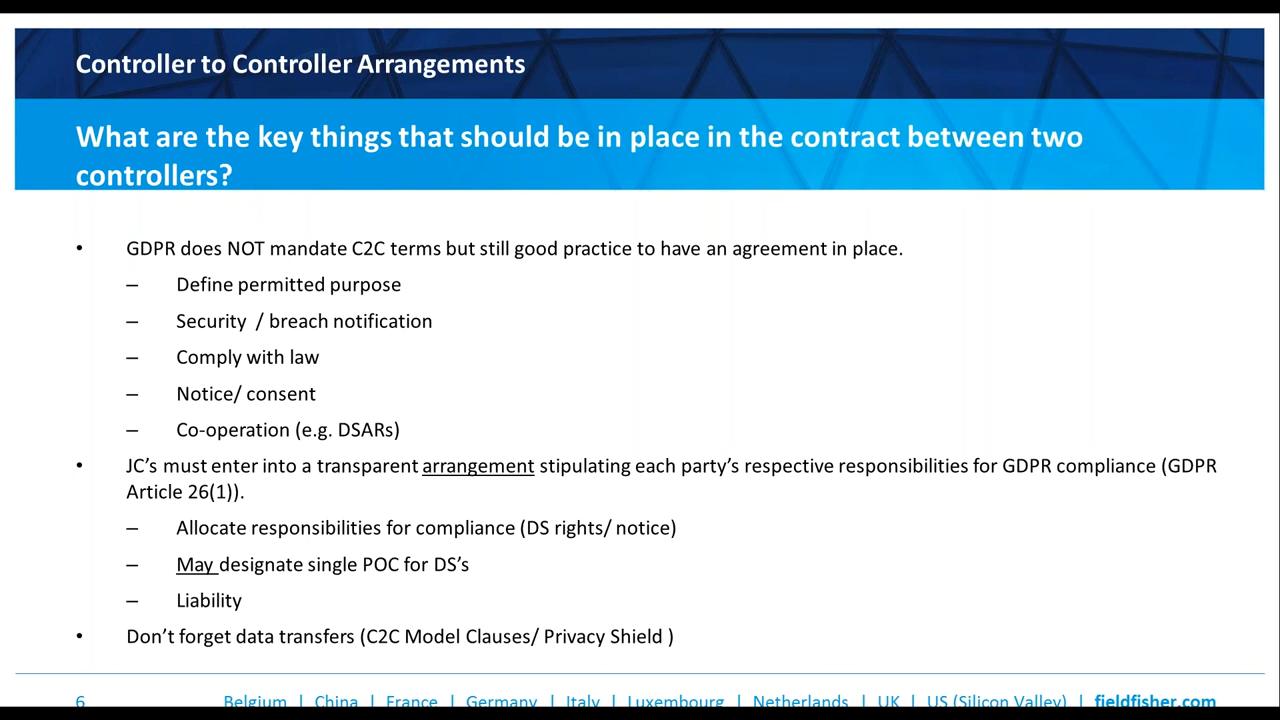 Controller to Controller Arrangements
What are the key things that should be in place in the contract between two
controllers?
• GDPR does NOT mandate C2C terms but still good practice to have an agreement in place.
– Define permitted purpose
– Security / breach notification
– Comply with law
– Notice/ consent
– Co-operation (e.g. DSARs)
• JC’s must enter into a transparent arrangement stipulating each party’s respective responsibilities for GDPR compliance (GDPR
Article 26(1)).
– Allocate responsibilities for compliance (DS rights/ notice)
– May designate single POC for DS’s
– Liability
• Don’t forget data transfers (C2C Model Clauses/ Privacy Shield )
6 Belgium | China | France | Germany | Italy | Luxembourg | Netherlands | UK | US (Silicon Valley) | fieldfisher.com